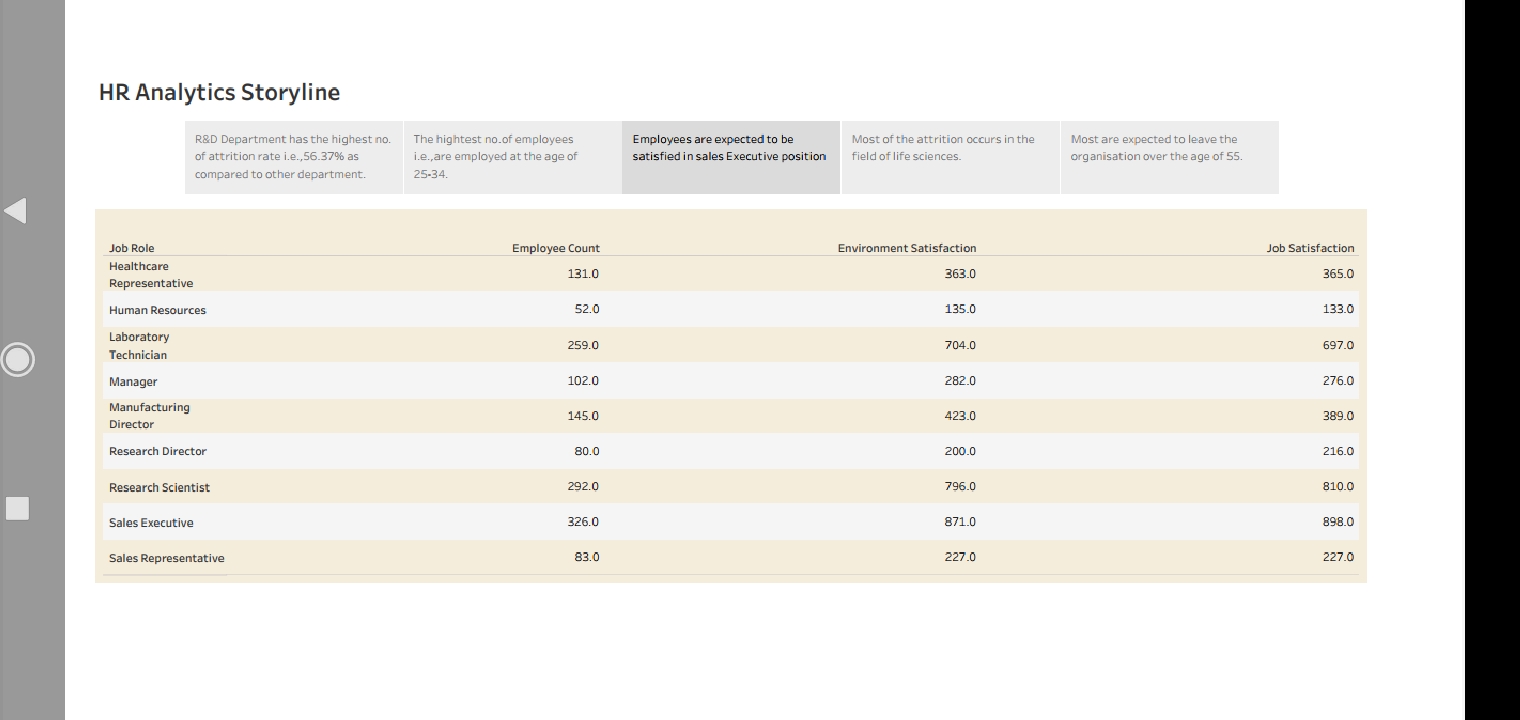 HR Analytics Storyline
R&D Department has the highest no.
of attrition rate i.e.,56.37% as
compared to other department.
The hightest no.of employees
i.e.,are employed at the age of
25-34.
Employees are expected to be
satisfied in sales Executive position
Most of the attrition occurs in the
field of life sciences.
Most are expected to leave the
organisation over the age of 55.
Job Role Employee Count Environment Satisfaction Job Satisfaction
Healthcare
Representative 131.0 363.0 365.0
Human Resources 52.0 135.0 133.0
Laboratory
Technician 259.0 704.0 697.0
Manager 102.0 282.0 276.0
Manufacturing
Director 145.0 423.0 389.0
Research Director 80.0 200.0 216.0
Research Scientist 292.0 796.0 810.0
Sales Executive 326.0 871.0 898.0
Sales Representative 83.0 227.0 227.0